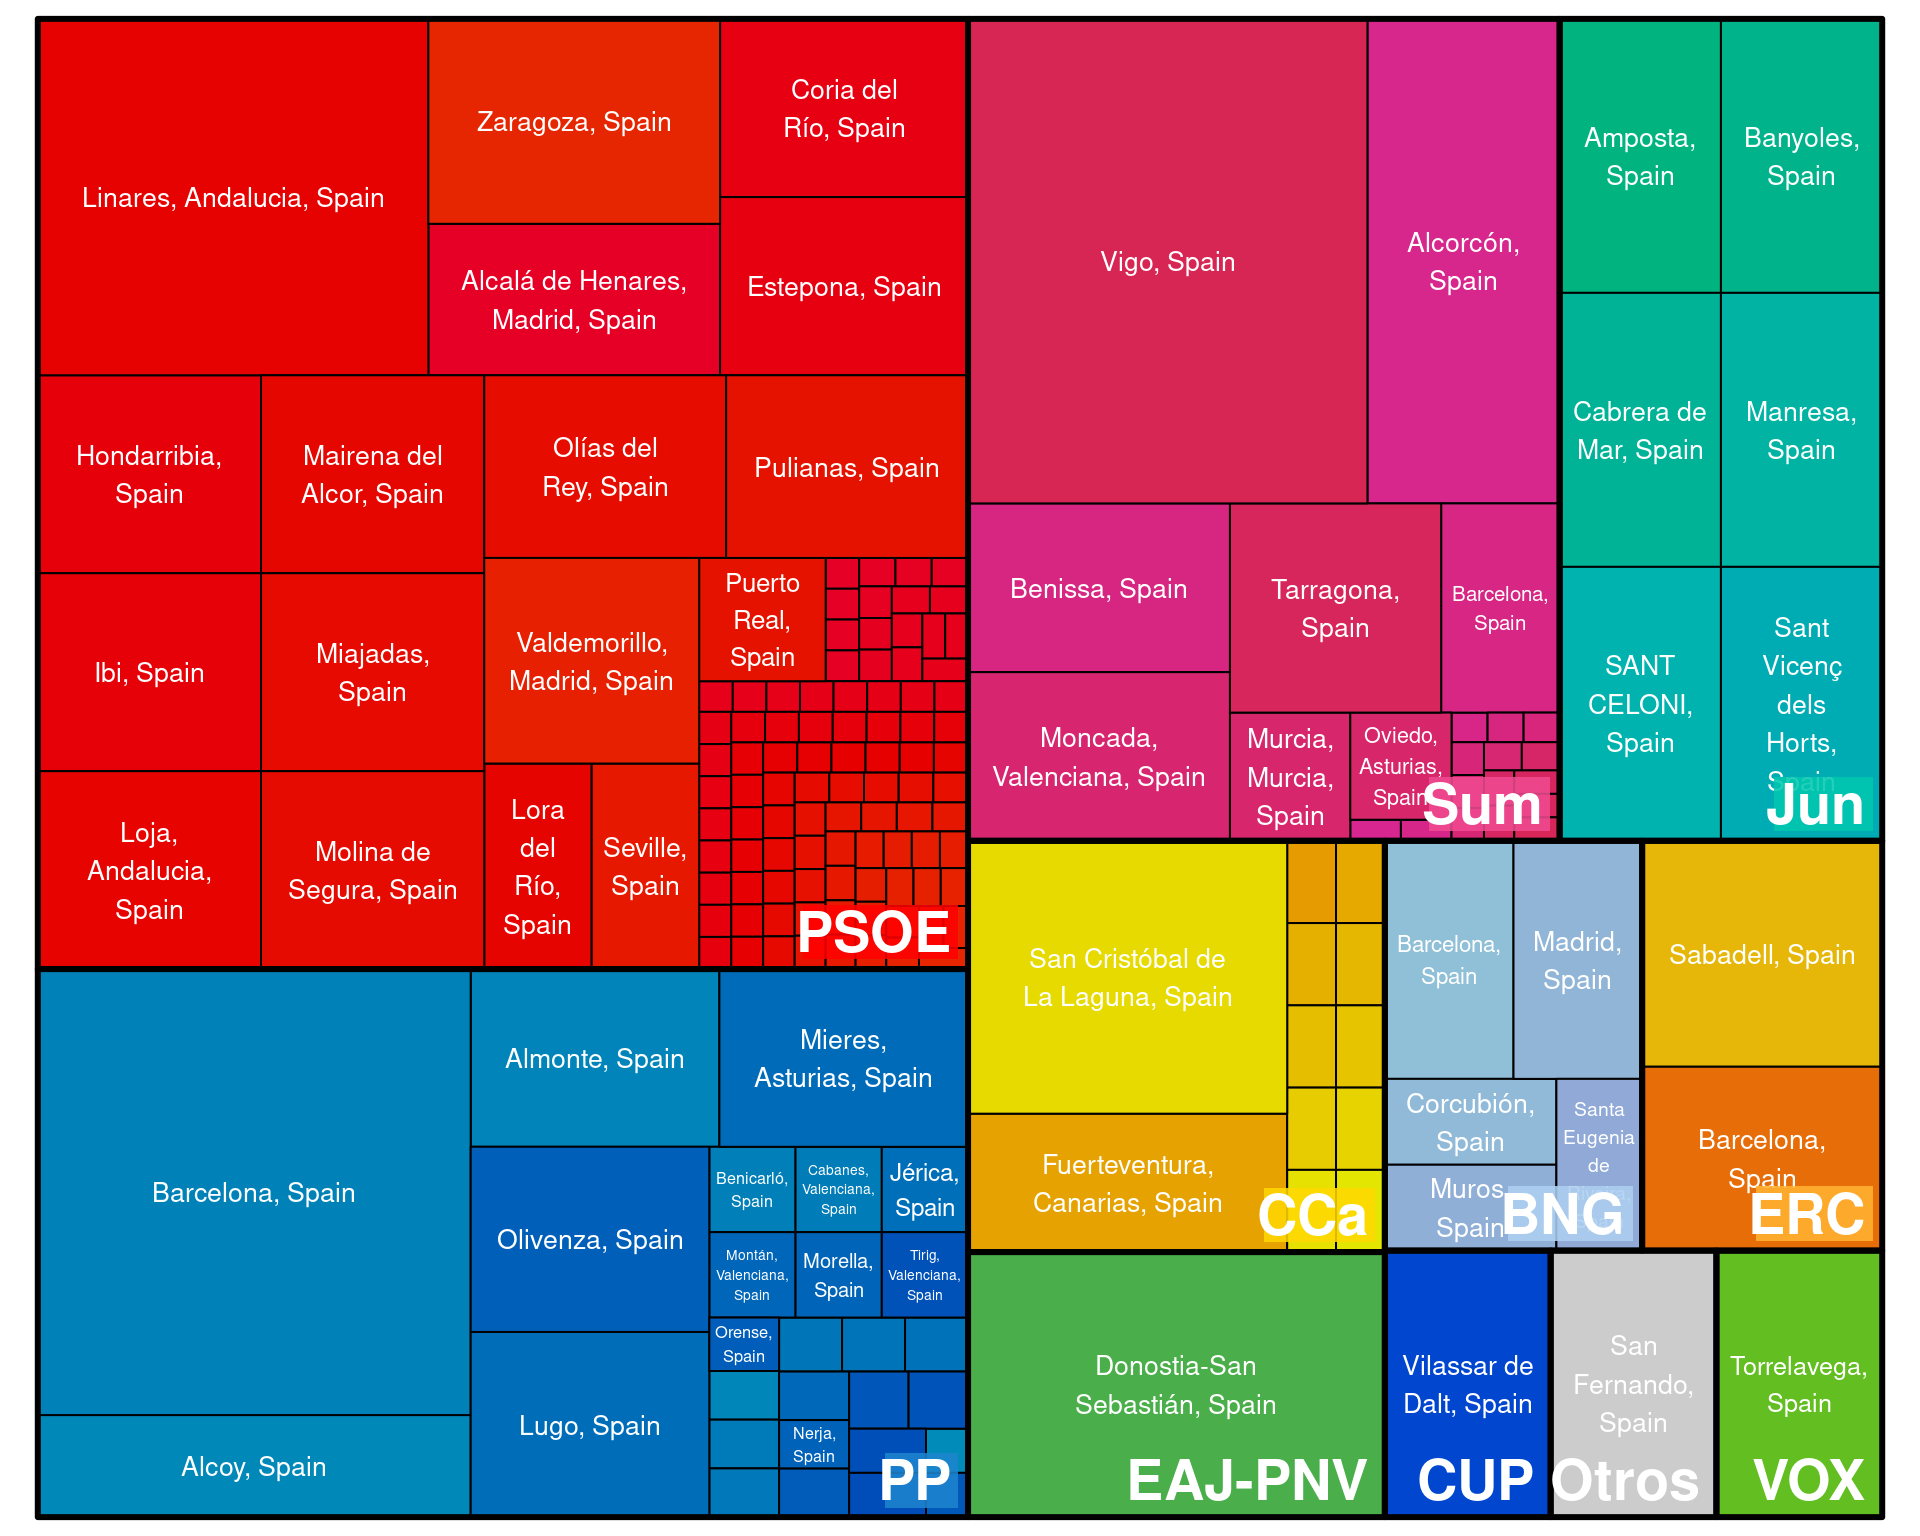 Linares, Andalucia, Spain
Zaragoza, Spain
Alcalá de Henares,
Madrid, Spain
Coria del
Río, Spain
Estepona, Spain
Hondarribia,
Spain
Mairena del
Alcor, Spain
Olías del
Rey, Spain
Pulianas, Spain
Ibi, Spain
Miajadas,
Spain
Valdemorillo,
Madrid, Spain
Puerto
Real,
Spain
Loja,
Andalucia,
Spain
Molina de
Segura, Spain
Lora
del
Río,
Spain
Seville,
Spain
PSOE
Barcelona, Spain
Alcoy, Spain
Almonte, Spain
Mieres,
Asturias, Spain
Olivenza, Spain
Lugo, Spain
Benicarló,
Spain
Cabanes,
Valenciana,
Spain
Jérica,
Spain
Montán,
Valenciana,
Spain
Morella,
Spain
Tirig,
Valenciana,
Spain
Orense,
Spain
Nerja,
Spain
PP
Vigo, Spain
Alcorcón,
Spain
Benissa, Spain
Moncada,
Valenciana, Spain
Tarragona,
Spain
Barcelona,
Spain
Murcia,
Murcia,
Spain
Oviedo,
Asturias,
Spain
Sum
Amposta,
Spain
Banyoles,
Spain
Cabrera de
Mar, Spain
Manresa,
Spain
SANT
CELONI,
Spain
Sant
Vicenç
dels
Horts,
Spain
Jun
San Cristóbal de
La Laguna, Spain
Fuerteventura,
Canarias, Spain
CCa
Barcelona,
Spain
Madrid,
Spain
Corcubión,
Spain
Muros
Spain
Santa
Eugenia
de
BNG
Sabadell, Spain
Barcelona,
Spain
ERC
Donostia-San
Sebastián, Spain
EAJ-PNV
Vilassar de
Dalt, Spain
CUP
San
Fernando,
Spain
Otros
Torrelavega,
Spain
VOX